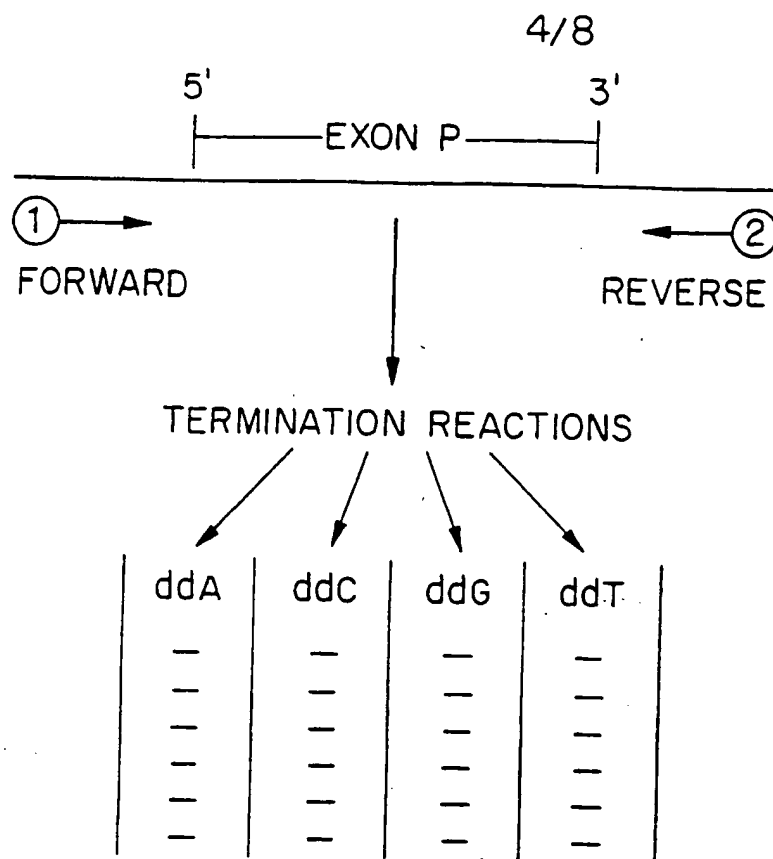 4/8
5' 3'
EXON P
1 2
FORWARD REVERSE
TERMINATION REACTIONS
ddA ddC ddG ddT